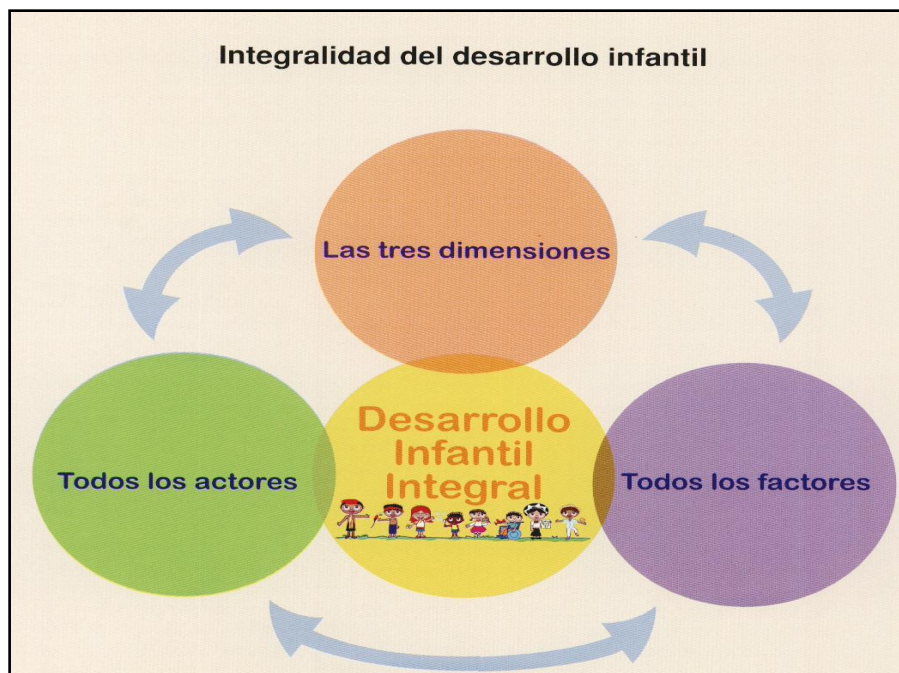 Integralidad del desarrollo infantil
Las tres dimensiones
Desarrollo
Infantil
Integral
Todos los actores
Todos los factores